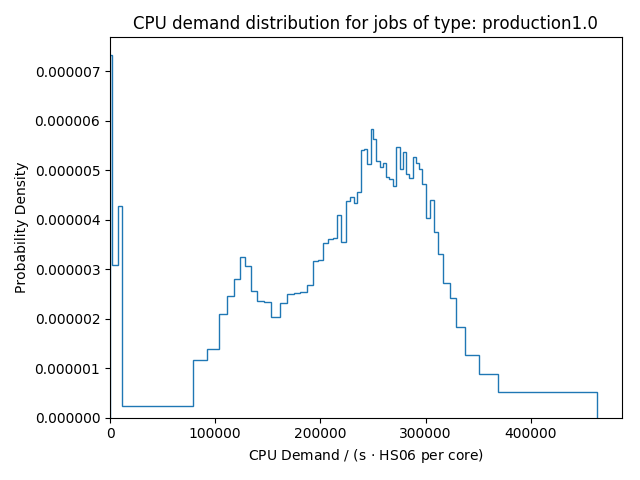 CPU demand distribution for jobs of type: production1.0
Probability Density
0.000007
0.000006
0.000005
0.000004
0.000003
0.000002
0.000001
0.000000
0 100000 200000 300000 400000
CPU Demand / (s · HS06 per core)